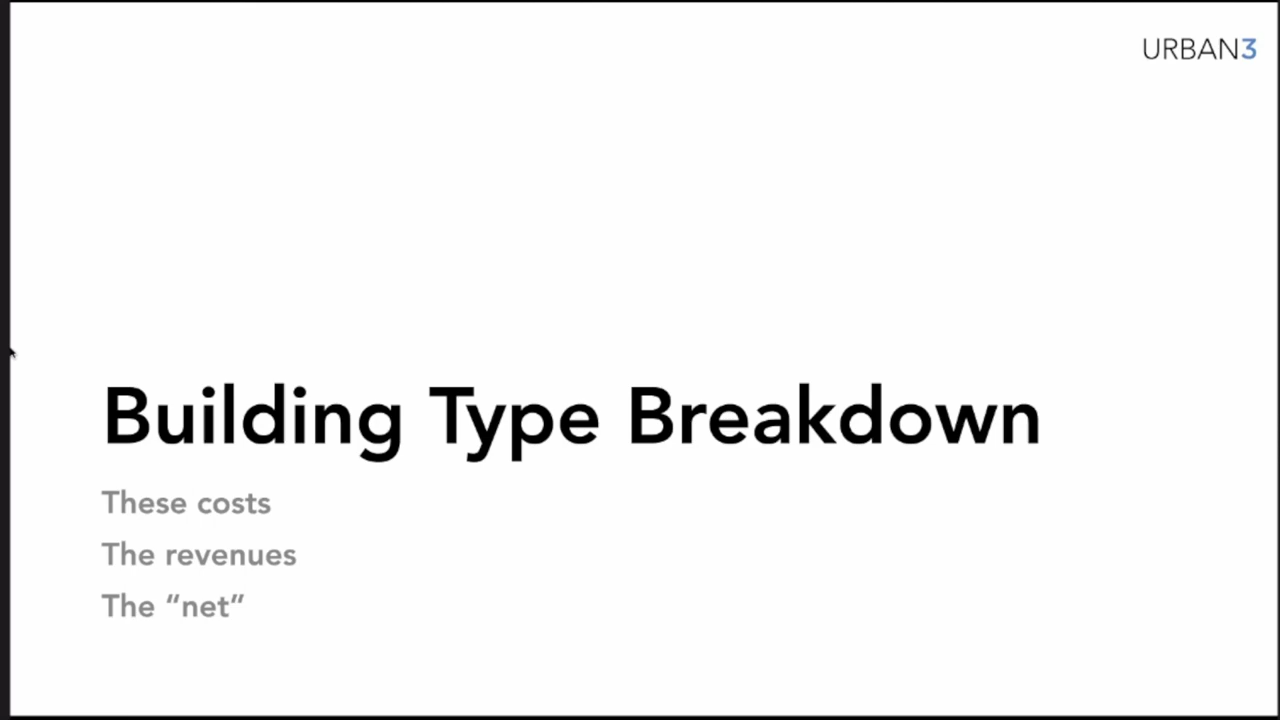 URBAN3
Building Type Breakdown
These costs
The revenues
The “net”